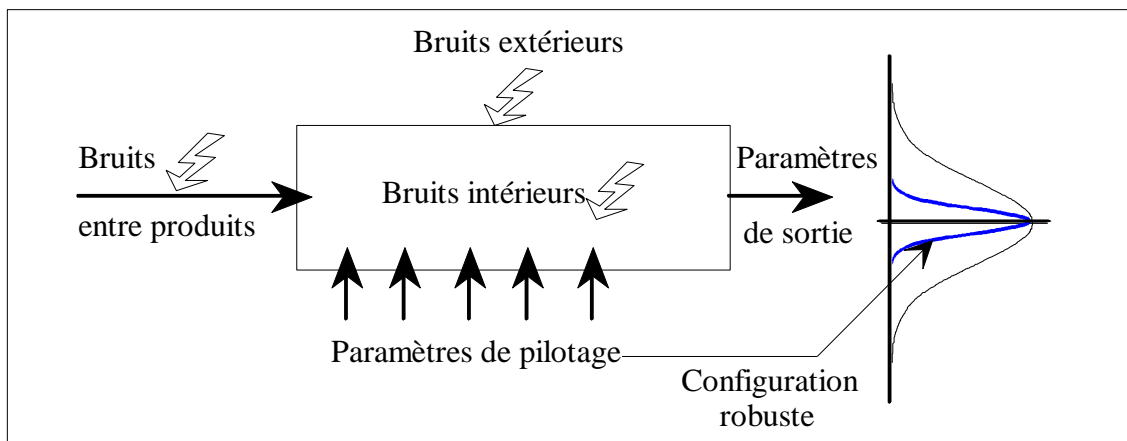 Bruits extérieurs
Bruits
entre produits
Bruits intérieurs
Paramètres
de sortie
Paramètres de pilotage
Configuration
robuste